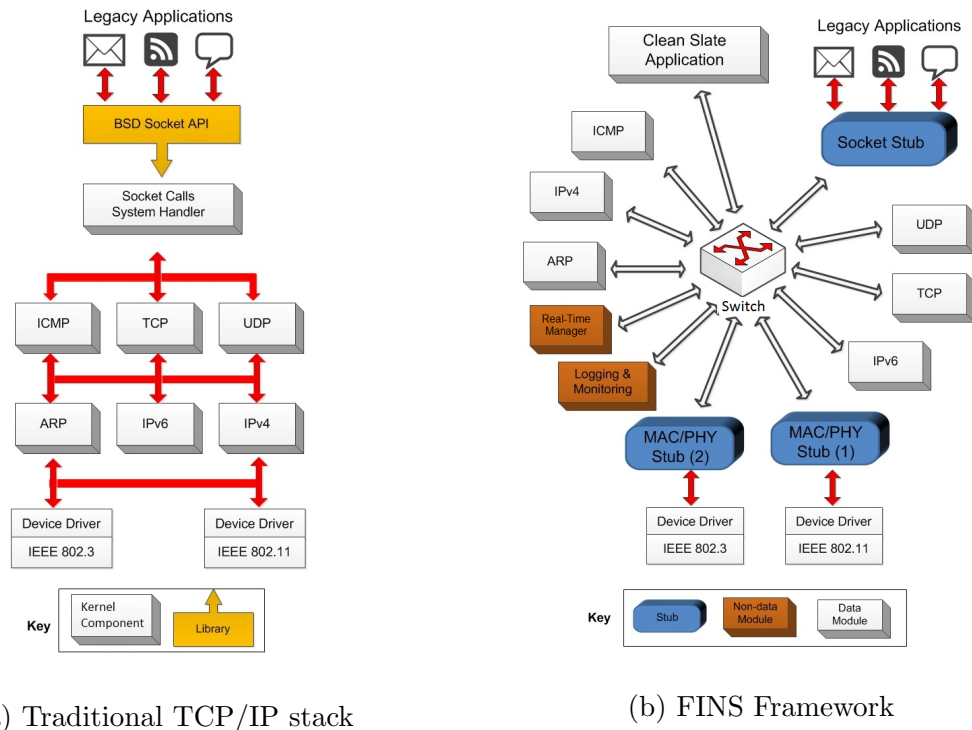 Legacy Applications
BSD Socket API
Socket Calls
System Handler
ICMP
TCP
UDP
ARP
IPv6
IPv4
Device Driver
IEEE 802.3
Device Driver
IEEE 802.11
Key
Kernel
Component
Library
) Traditional TCP/IP stack
Clean Slate
Application
Legacy Applications
Socket Stub
ICMP
IPv4
ARP
Real-Time
Manager
Logging &
Monitoring
Switch
UDP
TCP
IPv6
MAC/PHY
Stub (2)
MAC/PHY
Stub (1)
Device Driver
IEEE 802.3
Device Driver
IEEE 802.11
Key
Stub
Non-data
Module
Data
Module
(b) FINS Framework